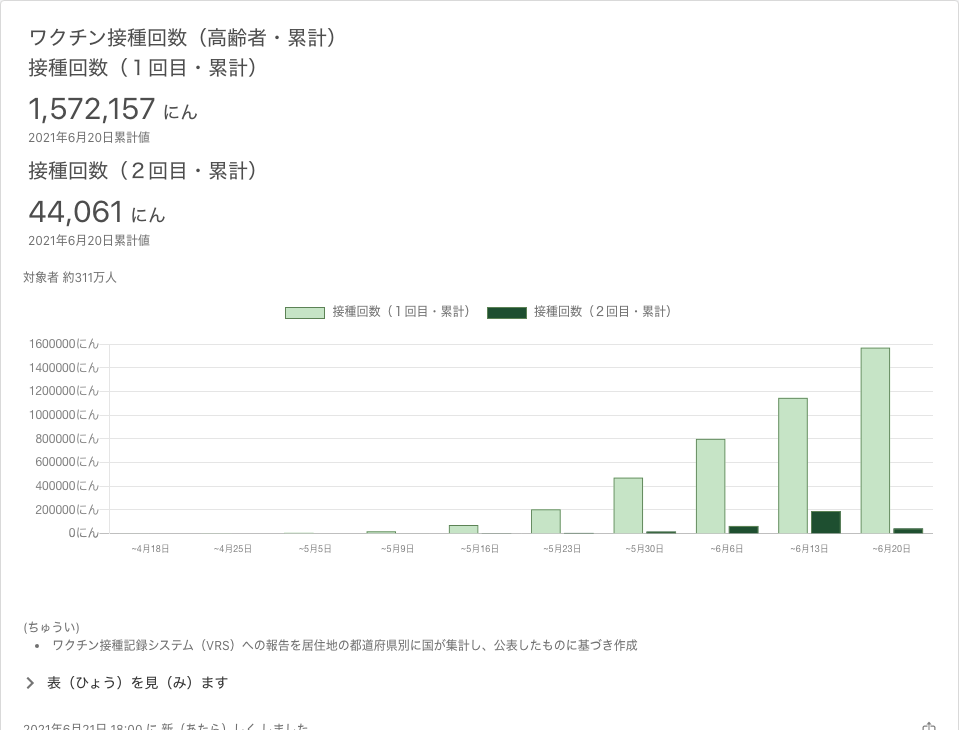 ワクチン接種回数（高齢者・累計）
接種回数（１回目・累計）
1,572,157 にん
2021年6月20日累計値
接種回数（２回目・累計）
44,061 にん
2021年6月20日累計値
対象者 約311万人
接種回数（１回目・累計） 接種回数（２回目・累計）
1600000にん
1400000にん
1200000にん
1000000にん
800000にん
600000にん
400000にん
200000にん
0にん
~4月18日 ~4月25日 ~5月5日 ~5月9日 ~5月16日 ~5月23日 ~5月30日 ~6月6日 ~6月13日 ~6月20日
(ちゅうい)
• ワクチン接種記録システム（VRS）への報告を居住地の都道府県別に国が集計し、公表したものに基づき作成
表（ひょう）を見（み）ます
2021年6月21日 18:00 に 新（あたら）しく しました